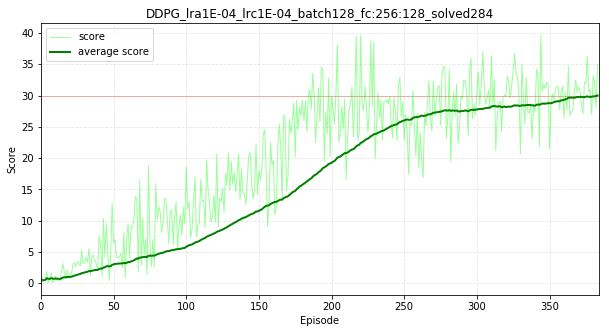 DDPG_lra1E-04_lrc1E-04_batch128_fc:256:128_solved284
score
average score
Score
40
35
30
25
20
15
10
5
0
0 50 100 150 200 250 300 350
Episode